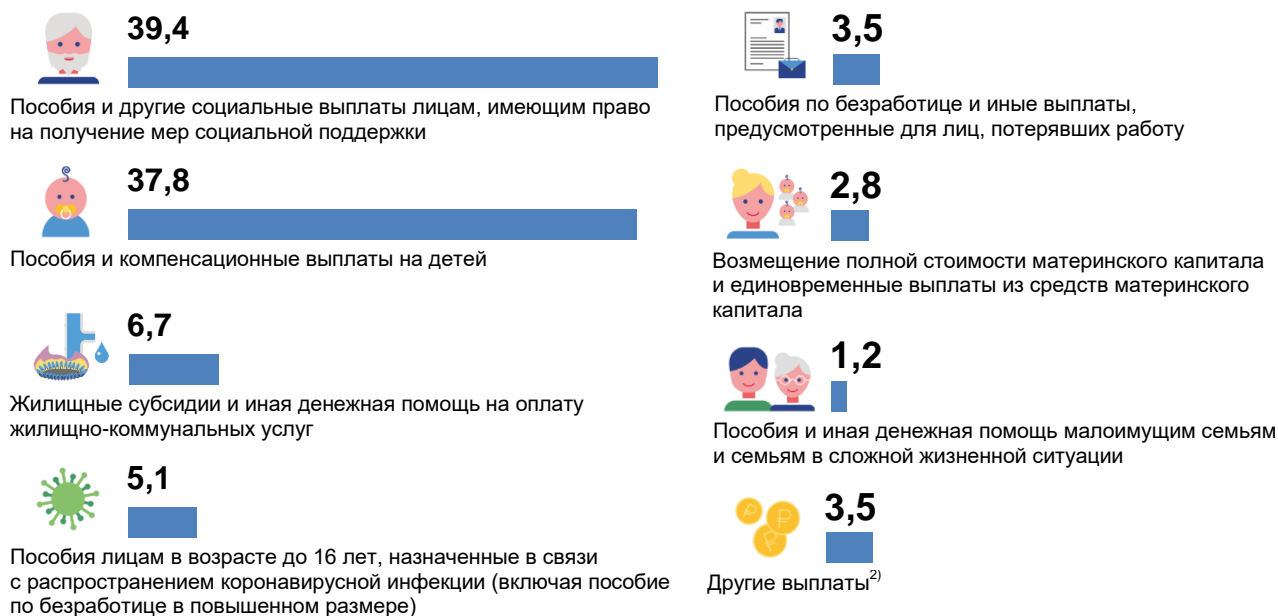 39,4
Пособия и другие социальные выплаты лицам, имеющим право
на получение мер социальной поддержки
37,8
Пособия и компенсационные выплаты на детей
6,7
Жилищные субсидии и иная денежная помощь на оплату
жилищно-коммунальных услуг
5,1
Пособия лицам в возрасте до 16 лет, назначенные в связи
с распространением коронавирусной инфекции (включая пособие
по безработице в повышенном размере)
3,5
Пособия по безработице и иные выплаты,
предусмотренные для лиц, потерявших работу
2,8
Возмещение полной стоимости материнского капитала
и единовременные выплаты из средств материнского
капитала
1,2
Пособия и иная денежная помощь малоимущим семьям
и семьям в сложной жизненной ситуации
3,5
Другие выплаты2)